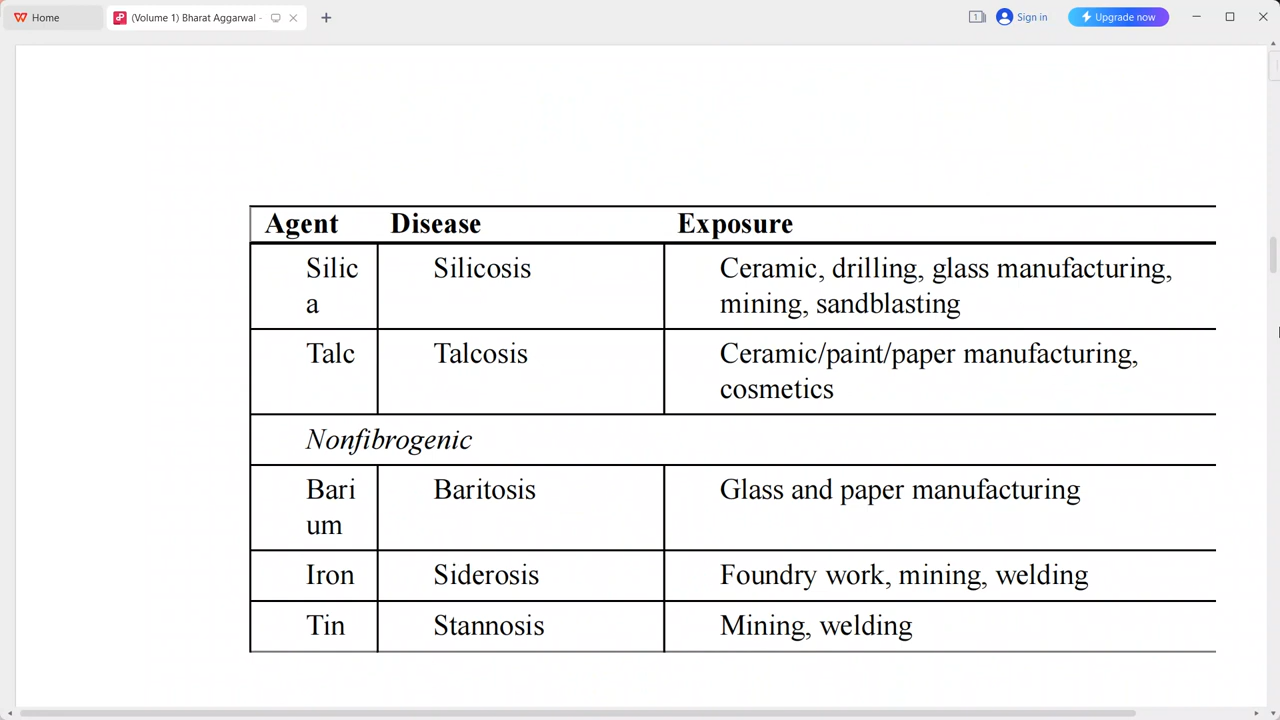 Home
(Volume 1) Bharat Aggarwal -
Sign in
Upgrade now
Agent Disease Exposure
Silic Silicosis Ceramic, drilling, glass manufacturing,
a mining, sandblasting
Talc Talcosis Ceramic/paint/paper manufacturing,
cosmetics
Nonfibrogenic
Bari Baritosis Glass and paper manufacturing
um
Iron Siderosis Foundry work, mining, welding
Tin Stannosis Mining, welding